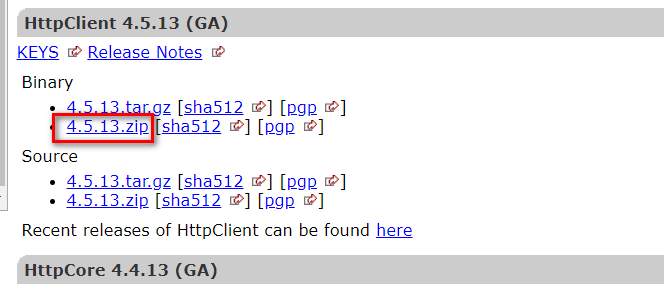 HttpClient 4.5.13 (GA)
KEYS Release Notes
Binary
• 4.5.13.tar.gz [sha512] [pgp]
• 4.5.13.zip [sha512] [pgp]
Source
• 4.5.13.tar.gz [sha512] [pgp]
• 4.5.13.zip [sha512] [pgp]
Recent releases of HttpClient can be found here
HttpCore 4.4.13 (GA)